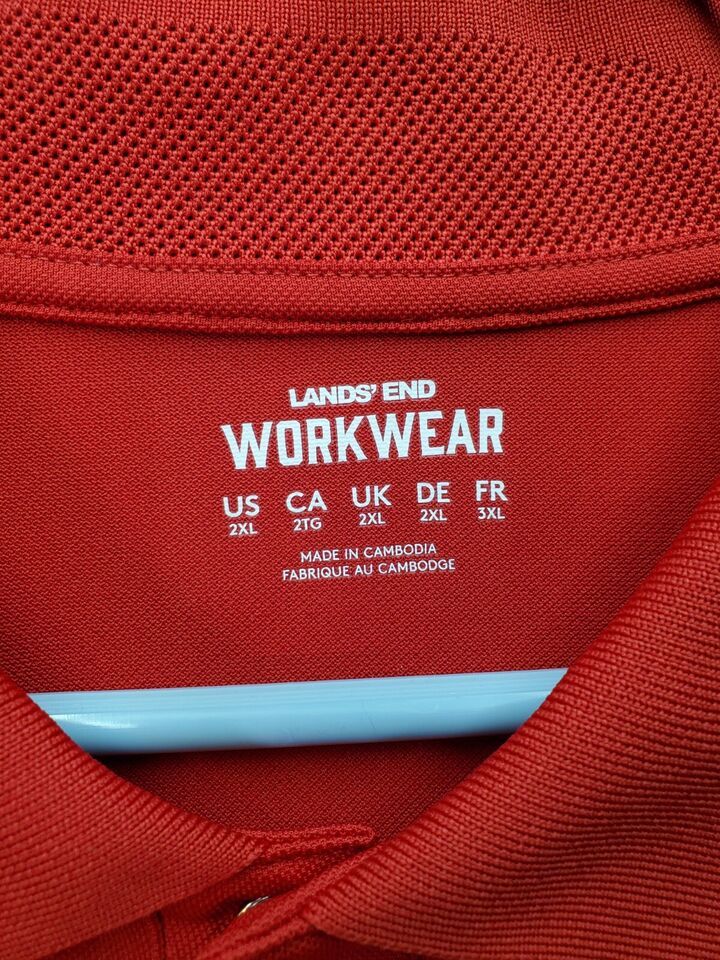 LANDS' END
WORKWEAR
US CA UK DE FR
2XL 2TG 2XL 2XL 3XL
MADE IN CAMBODIA
FABRIQUE AU CAMBODGE